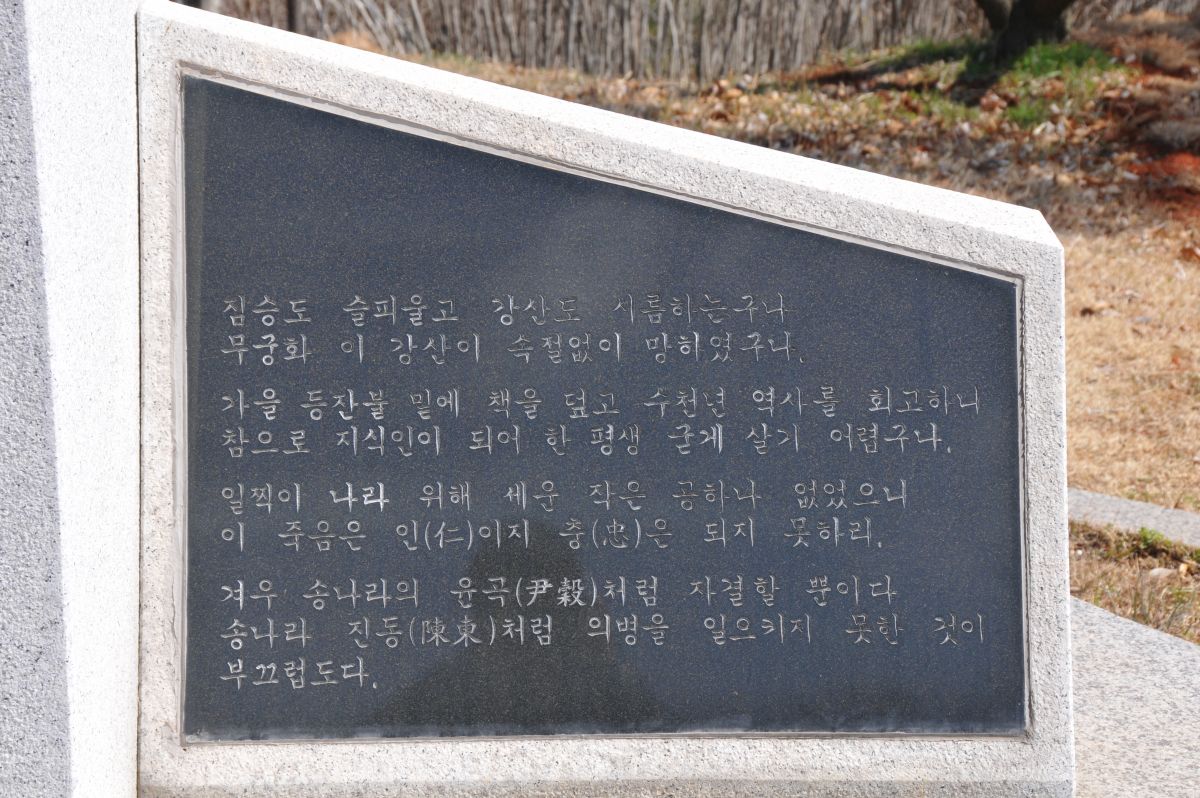 짐승도 슬피울고 강산도 시름하는구나
무궁화 이 강산이 속절없이 망하였구나.
가을 등잔불 밑에 책을 덮고 수천년 역사를 회고하니
참으로 지식인이 되어 한 평생 굳게 살기 어렵구나.
일찍이 나라 위해 세운 작은 공하나 없었으니
이 죽음은 인(仁)이지 충(忠)은 되지 못하리.
겨우 송나라의 윤곡(尹穀)처럼 자결할 뿐이다
송나라 진동(陳東)처럼 의병을 일으키지 못한 것이
부끄럽도다.